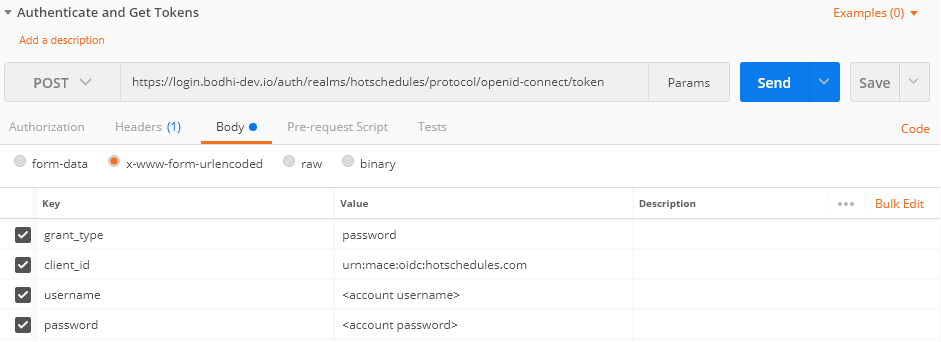 Authenticate and Get Tokens Examples (0)
Add a description
POST https://login.bodhi-dev.io/auth/realms/hotschedules/protocol/openid-connect/token Params Send Save
Authorization Headers (1) Body Pre-request Script Tests Code
form-data x-www-form-urlencoded raw binary
Key Value Description ••• Bulk Edit
grant_type password
client_id urn:mace:oidc:hotschedules.com
username <account username>
password <account password>